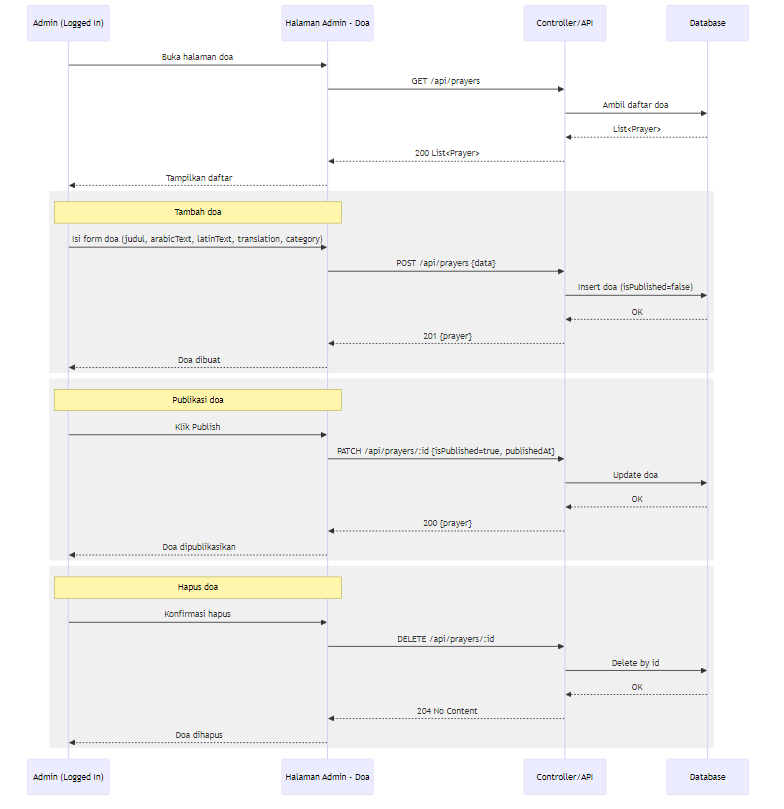 Admin (Logged In)
Halaman Admin - Doa
Controller/API
Database
Buka halaman doa
GET /api/prayers
Ambil daftar doa
List<Prayer>
200 List<Prayer>
Tampilkan daftar
Tambah doa
Isi form doa (judul, arabicText, latinText, translation, category)
POST /api/prayers {data}
Insert doa (isPublished=false)
OK
201 {prayer}
Doa dibuat
Publikasi doa
Klik Publish
PATCH /api/prayers/:id {isPublished=true, publishedAt}
Update doa
OK
200 {prayer}
Doa dipublikasikan
Hapus doa
Konfirmasi hapus
DELETE /api/prayers/:id
Delete by id
OK
204 No Content
Doa dihapus
Admin (Logged In)
Halaman Admin - Doa
Controller/API
Database